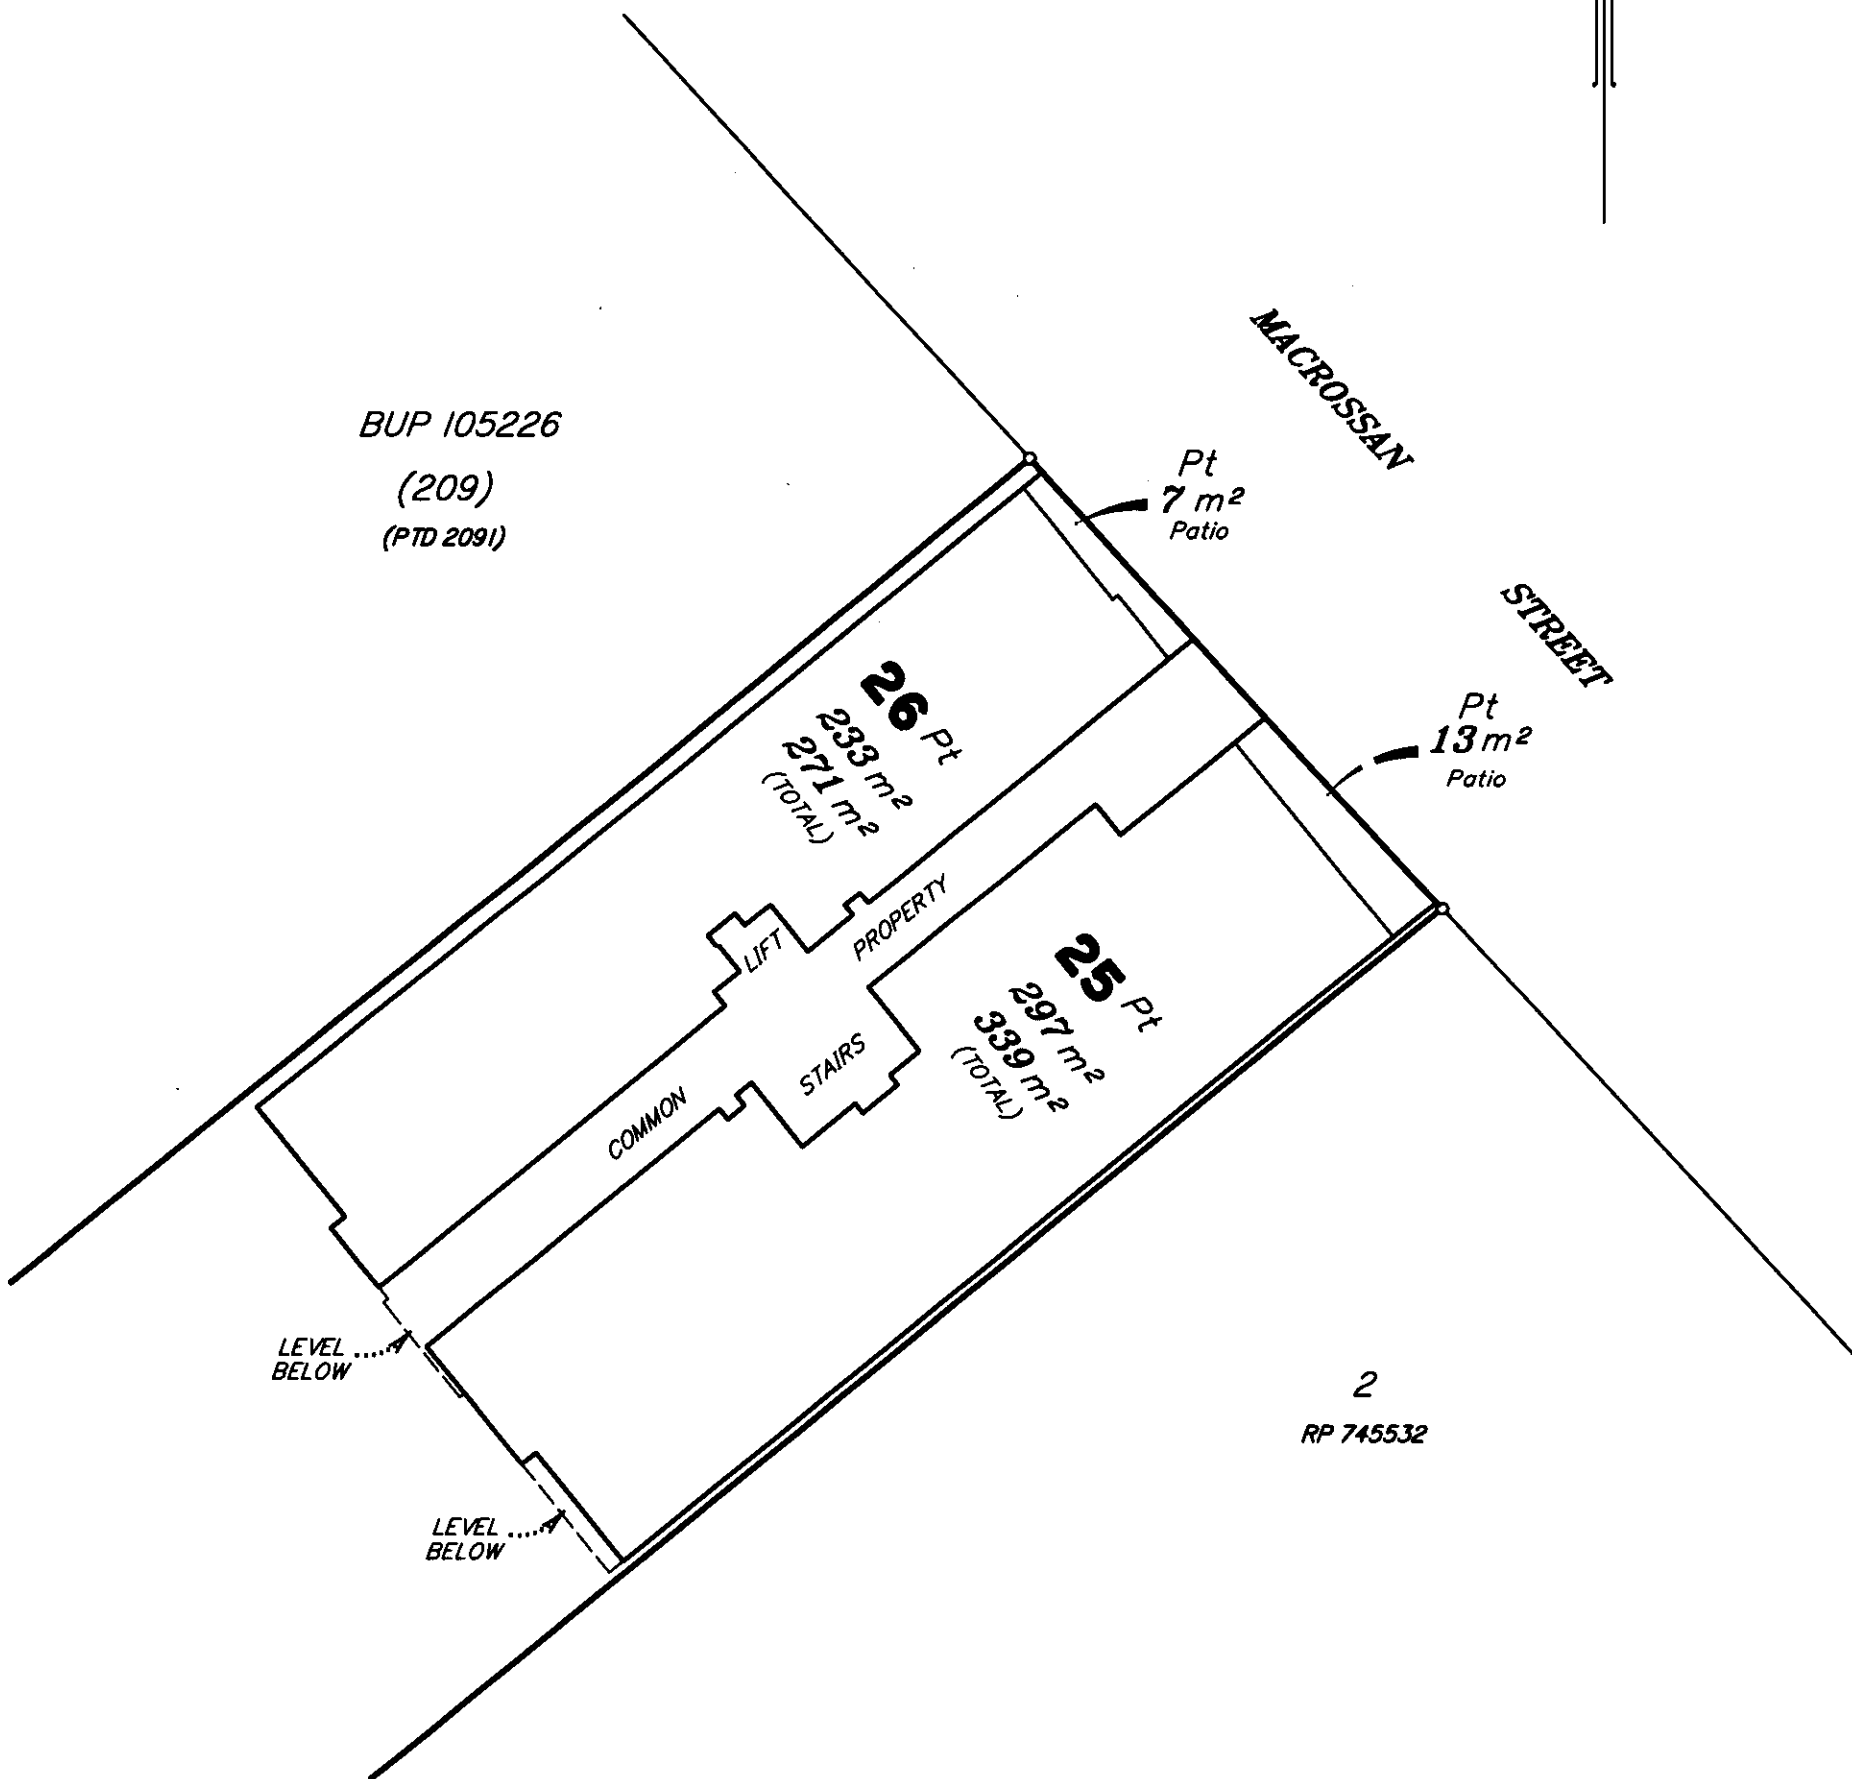 MACROSSAN
STREET
BUP 105226
(209)
(PTD 2091)
Pt
7 m²
Patio
Pt
13 m²
Patio
26 Pt
233 m²
271 m²
(TOTAL)
LIFT
PROPERTY
25 Pt
297 m²
339 m²
(TOTAL)
STAIRS
COMMON
LEVEL
BELOW
LEVEL
BELOW
2
RP 745532